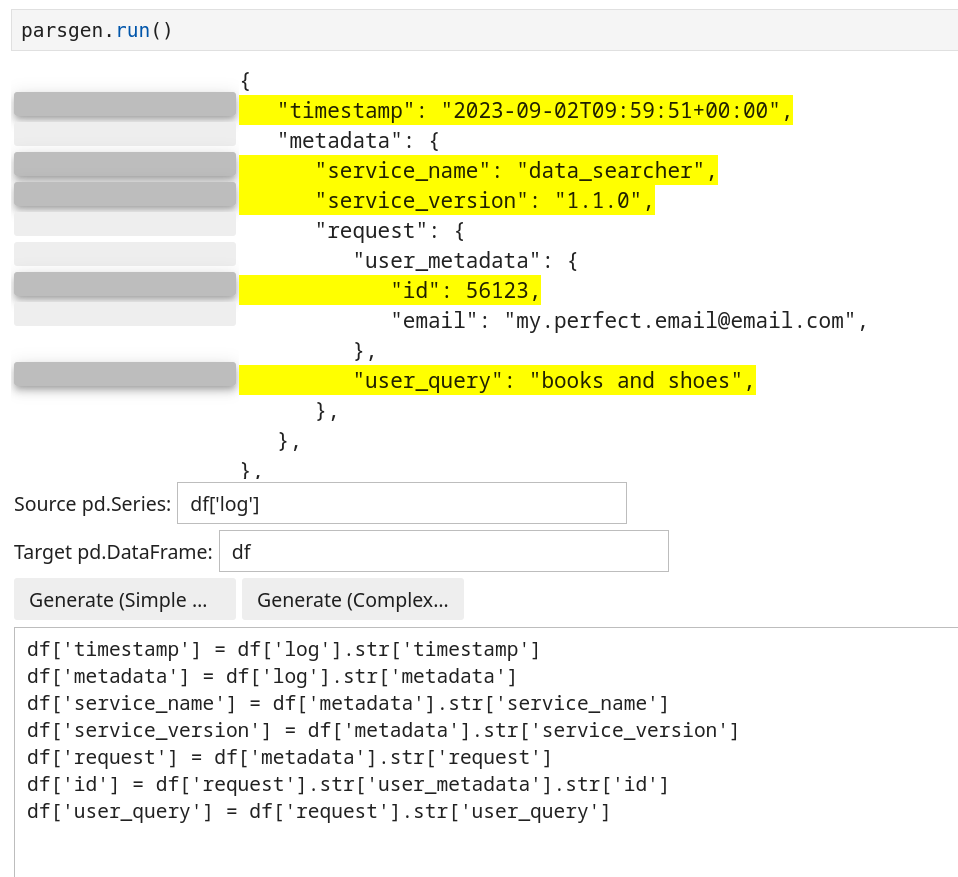 parsgen.run()
{
   "timestamp": "2023-09-02T09:59:51+00:00",
   "metadata": {
      "service_name": "data_searcher",
      "service_version": "1.1.0",
      "request": {
         "user_metadata": {
            "id": 56123,
            "email": "my.perfect.email@email.com",
         },
         "user_query": "books and shoes",
      },
   },
},
Source pd.Series: df['log']
Target pd.DataFrame: df
Generate (Simple ... Generate (Complex...
df['timestamp'] = df['log'].str['timestamp']
df['metadata'] = df['log'].str['metadata']
df['service_name'] = df['metadata'].str['service_name']
df['service_version'] = df['metadata'].str['service_version']
df['request'] = df['metadata'].str['request']
df['id'] = df['request'].str['user_metadata'].str['id']
df['user_query'] = df['request'].str['user_query']